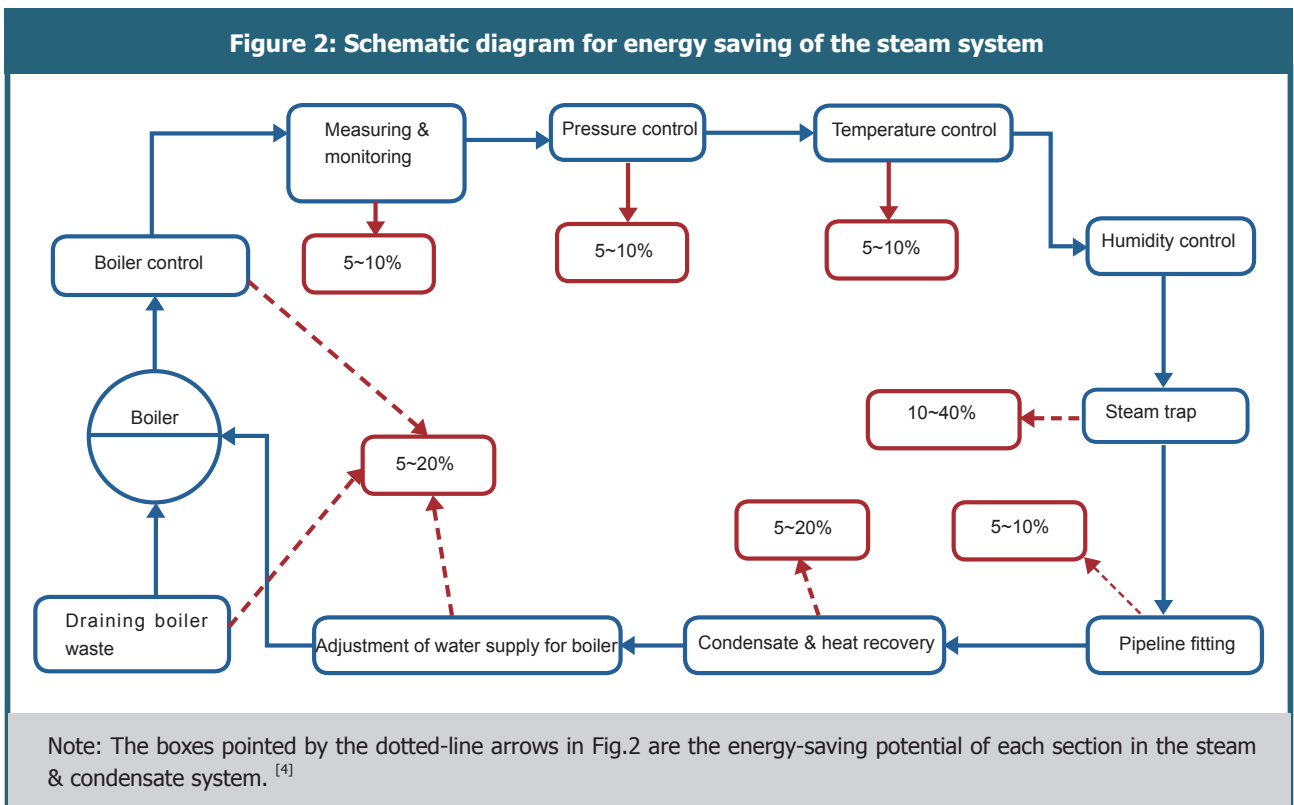 Figure 2: Schematic diagram for energy saving of the steam system
Measuring &
monitoring
Pressure control
Temperature control
5~10%
5~10%
5~10%
Boiler control
Humidity control
Boiler
10~40%
Steam trap
5~20%
5~20%
5~10%
Draining boiler
waste
Adjustment of water supply for boiler
Condensate & heat recovery
Pipeline fitting
Note: The boxes pointed by the dotted-line arrows in Fig.2 are the energy-saving potential of each section in the steam
& condensate system. [4]